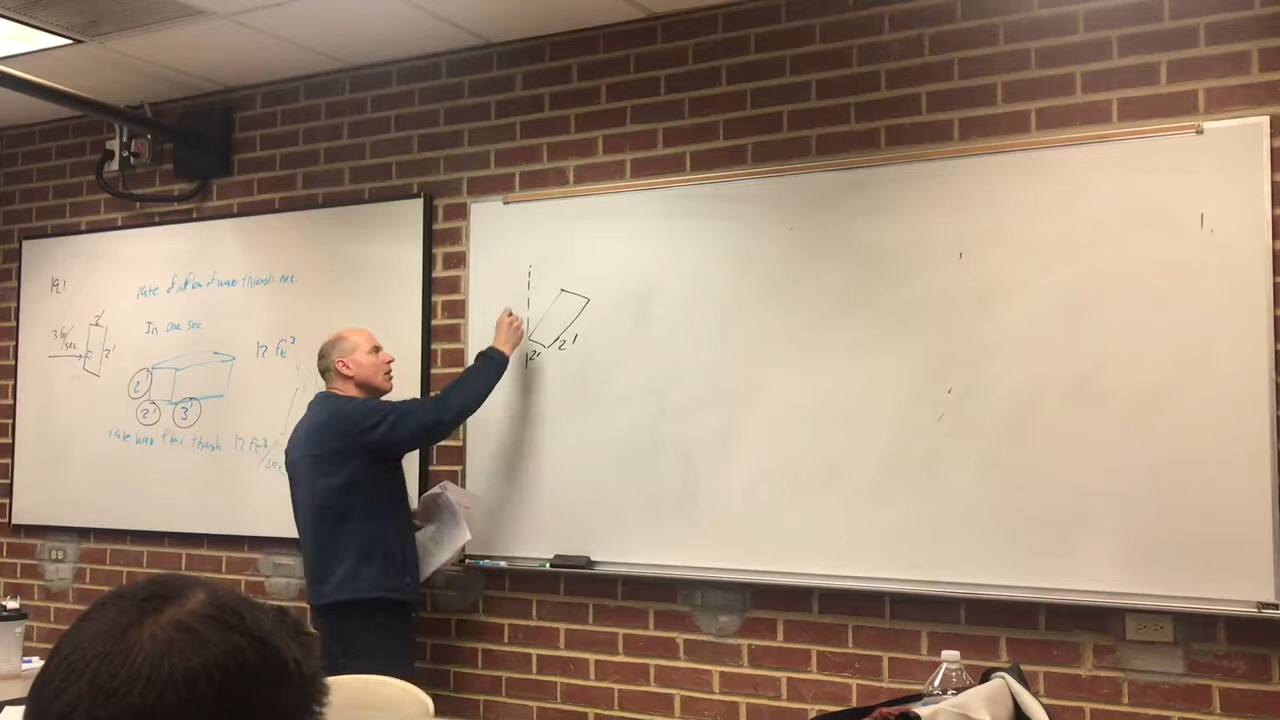 19.1
rate of flow of water through net.
3 ft/sec
2'
2'
In one sec
12 ft³
2'
2'
3'
rate water flow through 12 ft³/sec
2'
2'